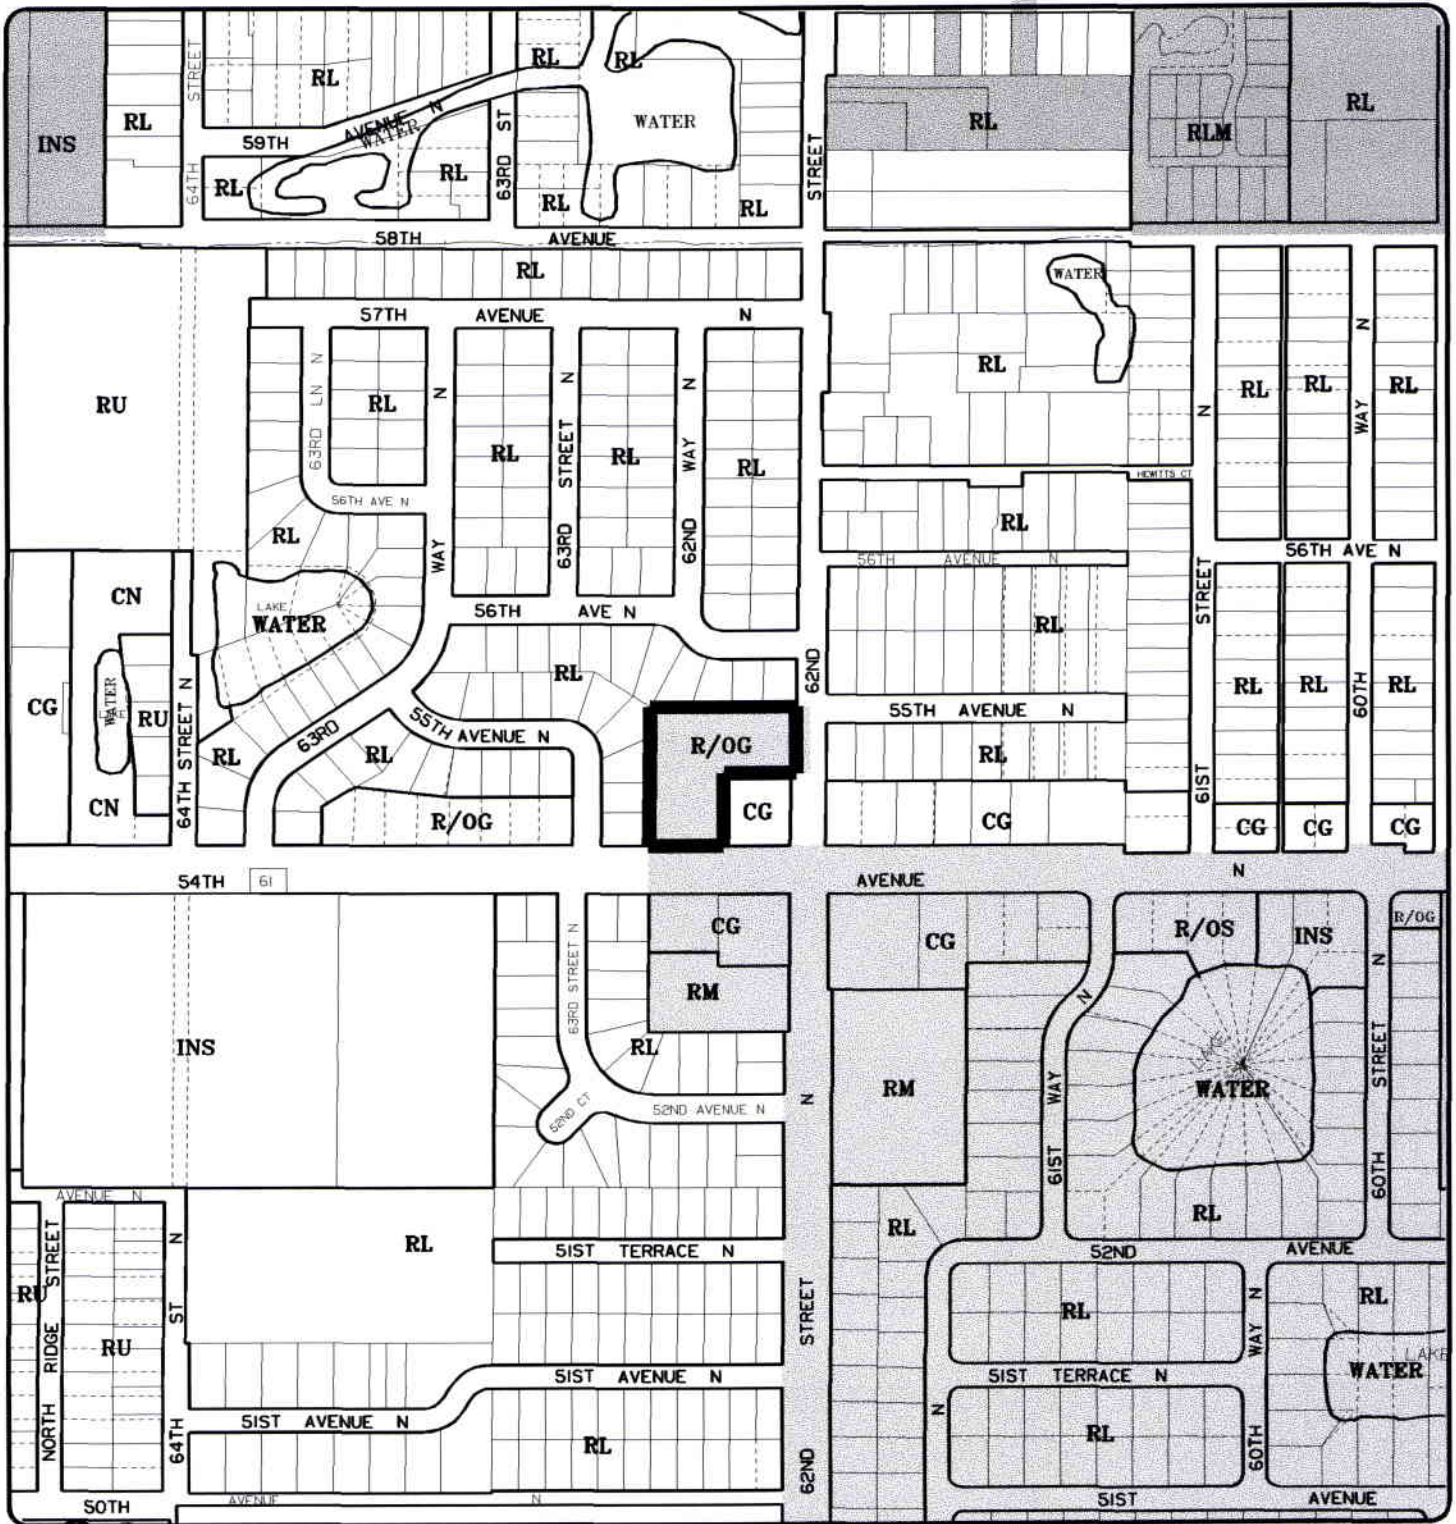 STREET
RL
RL
RL
WATER
INS
RL
59TH
AVENUE N
WATER
RL
RL
63RD ST
64TH
RL
RL
STREET
RL
RLM
RL
58TH AVENUE
RL
WATER
57TH AVENUE N
RU
63RD LN N
RL
N
N
N
RL
RL
RL
WAY
63RD STREET
62ND WAY
56TH AVE N
RL
N
RL
RL
WAY N
RL
HEWITTS CT
RL
56TH AVENUE N
56TH AVE N
CN
LAKE
WATER
56TH AVE N
RL
62ND
RL
STREET
61ST
CG
WATER
LAKE
RU
CN
64TH STREET N
RL
63RD
RL
55TH AVENUE N
R/OG
R/OG
CG
55TH AVENUE N
RL
CG
RL
RL
60TH
RL
CG
CG
CG
54TH
61
AVENUE
N
INS
63RD STREET N
CG
RM
RL
52ND CT
52ND AVENUE N
CG
RM
N
R/OS
INS
R/OG
N
LAKE
WATER
61ST WAY
60TH STREET
N
RL
AVENUE N
RL
51ST TERRACE N
RL
52ND AVENUE
RU
NORTH RIDGE STREET
RU
64TH ST N
51ST AVENUE N
51ST AVENUE N
RL
62ND STREET N
RL
51ST TERRACE N
RL
60TH WAY N
RL
LAKE
WATER
50TH
AVENUE N
51ST AVENUE